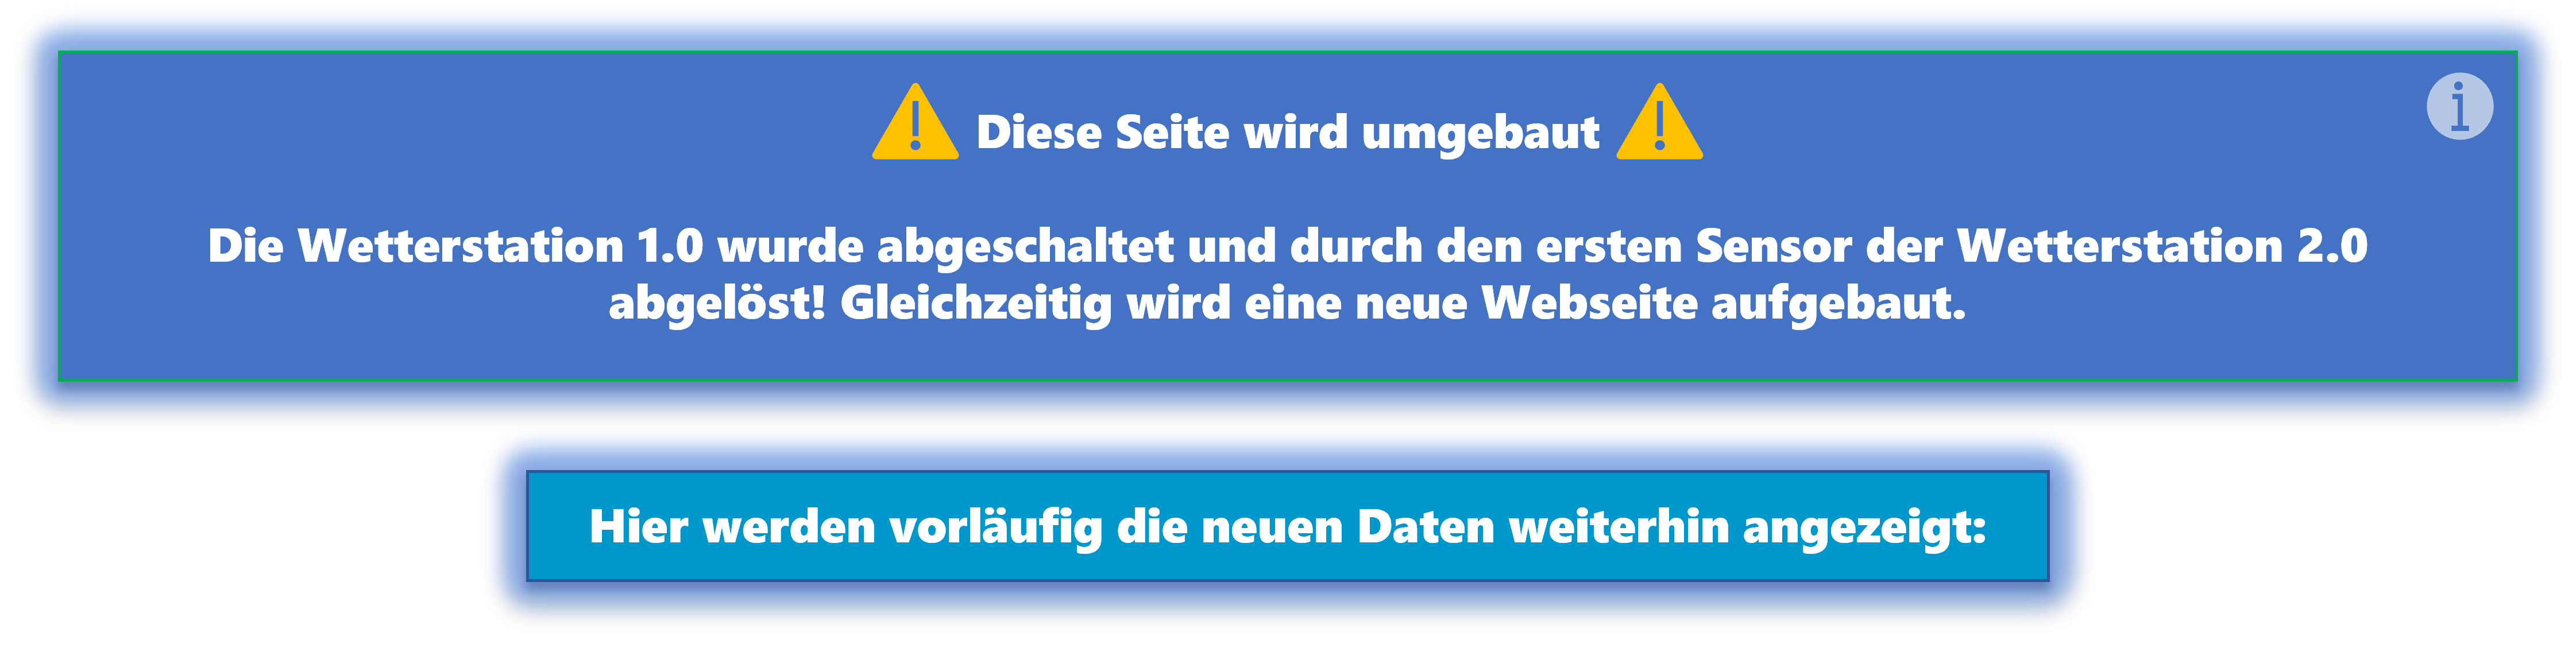 Diese Seite wird umgebaut
Die Wetterstation 1.0 wurde abgeschaltet und durch den ersten Sensor der Wetterstation 2.0
abgelöst! Gleichzeitig wird eine neue Webseite aufgebaut.
Hier werden vorläufig die neuen Daten weiterhin angezeigt: